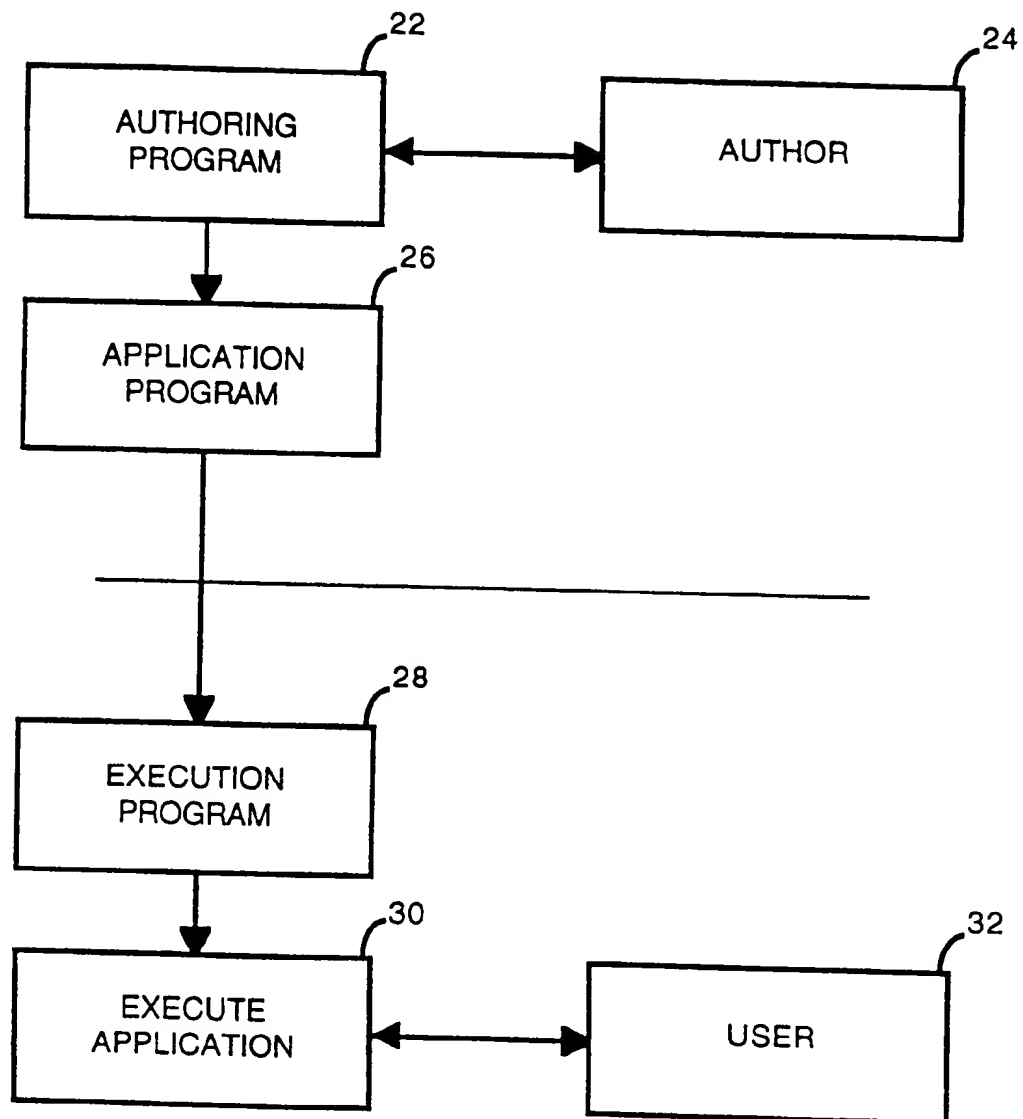 22
24
AUTHORING
PROGRAM
AUTHOR
26
APPLICATION
PROGRAM
28
EXECUTION
PROGRAM
30
32
EXECUTE
APPLICATION
USER